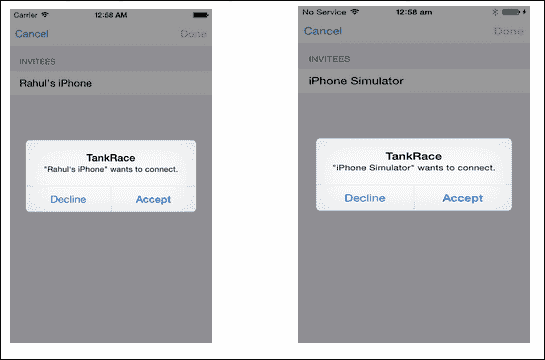 Carrier 12:58 AM
Cancel Done
INVITEES
Rahul's iPhone
TankRace
"Rahul's iPhone" wants to connect.
Decline Accept
No Service 12:58 am
Cancel Done
INVITEES
iPhone Simulator
TankRace
"iPhone Simulator" wants to connect.
Decline Accept